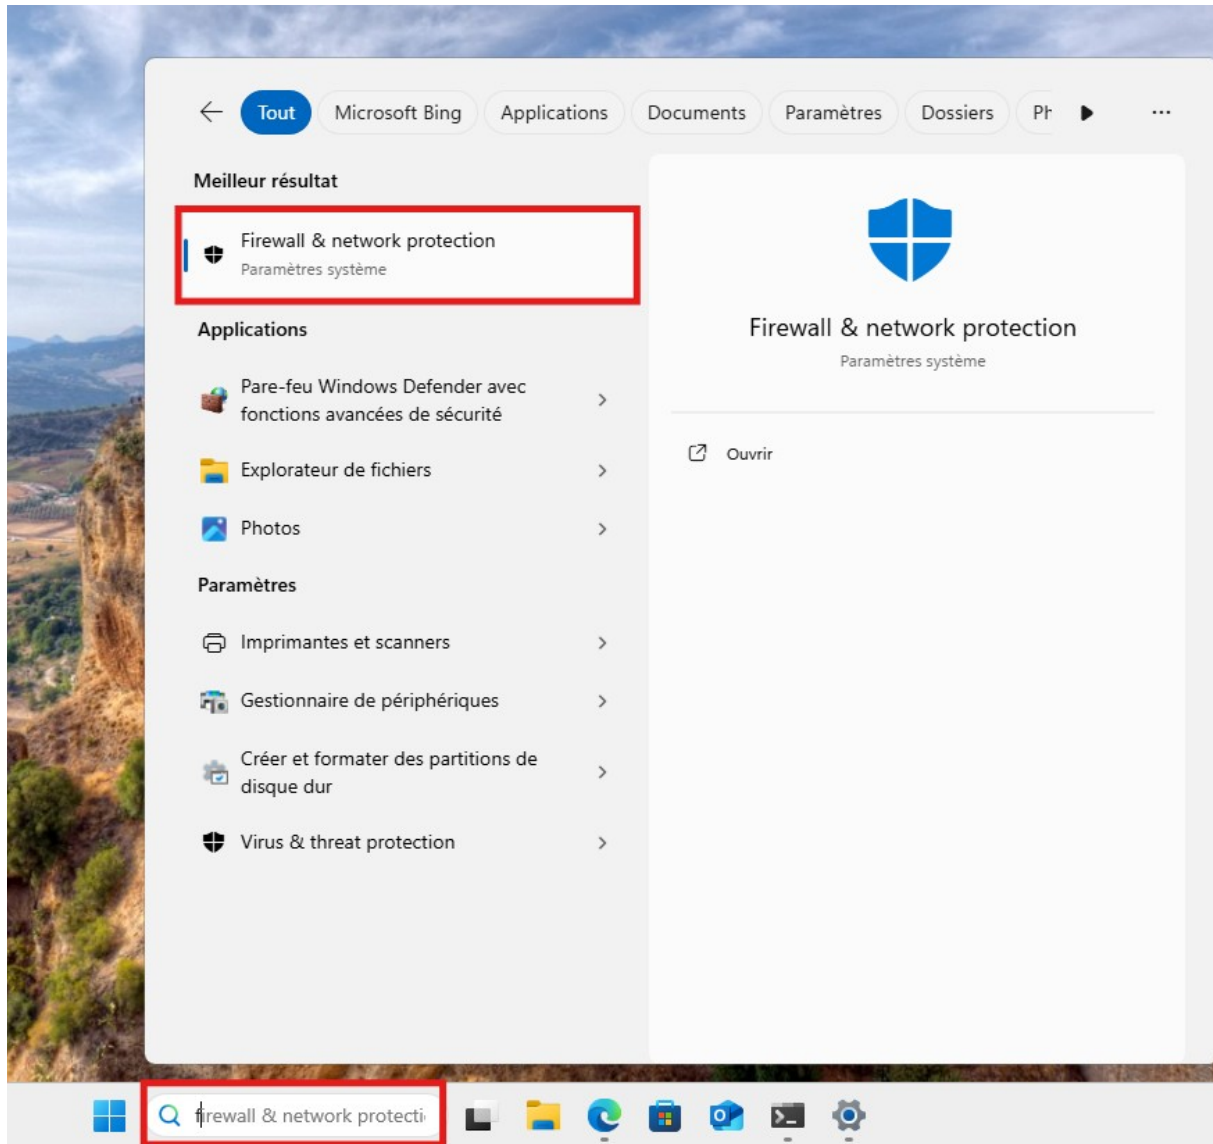 Tout Microsoft Bing Applications Documents Paramètres Dossiers Ph ...
Meilleur résultat
Firewall & network protection
Paramètres système
Applications
Pare-feu Windows Defender avec
fonctions avancées de sécurité
Explorateur de fichiers
Photos
Paramètres
Imprimantes et scanners
Gestionnaire de périphériques
Créer et formater des partitions de
disque dur
Virus & threat protection
Firewall & network protection
Paramètres système
Ouvrir
firewall & network protecti